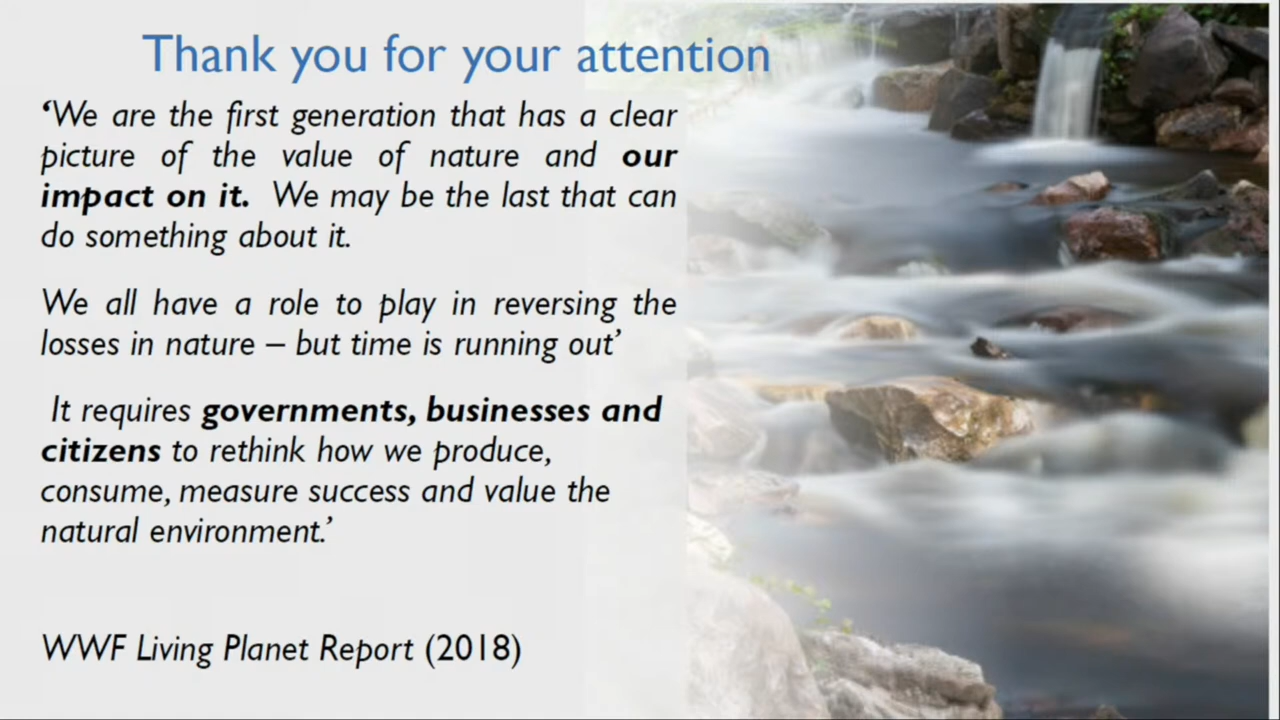 Thank you for your attention
‘We are the first generation that has a clear
picture of the value of nature and our
impact on it. We may be the last that can
do something about it.
We all have a role to play in reversing the
losses in nature – but time is running out’
It requires governments, businesses and
citizens to rethink how we produce,
consume, measure success and value the
natural environment.’
WWF Living Planet Report (2018)